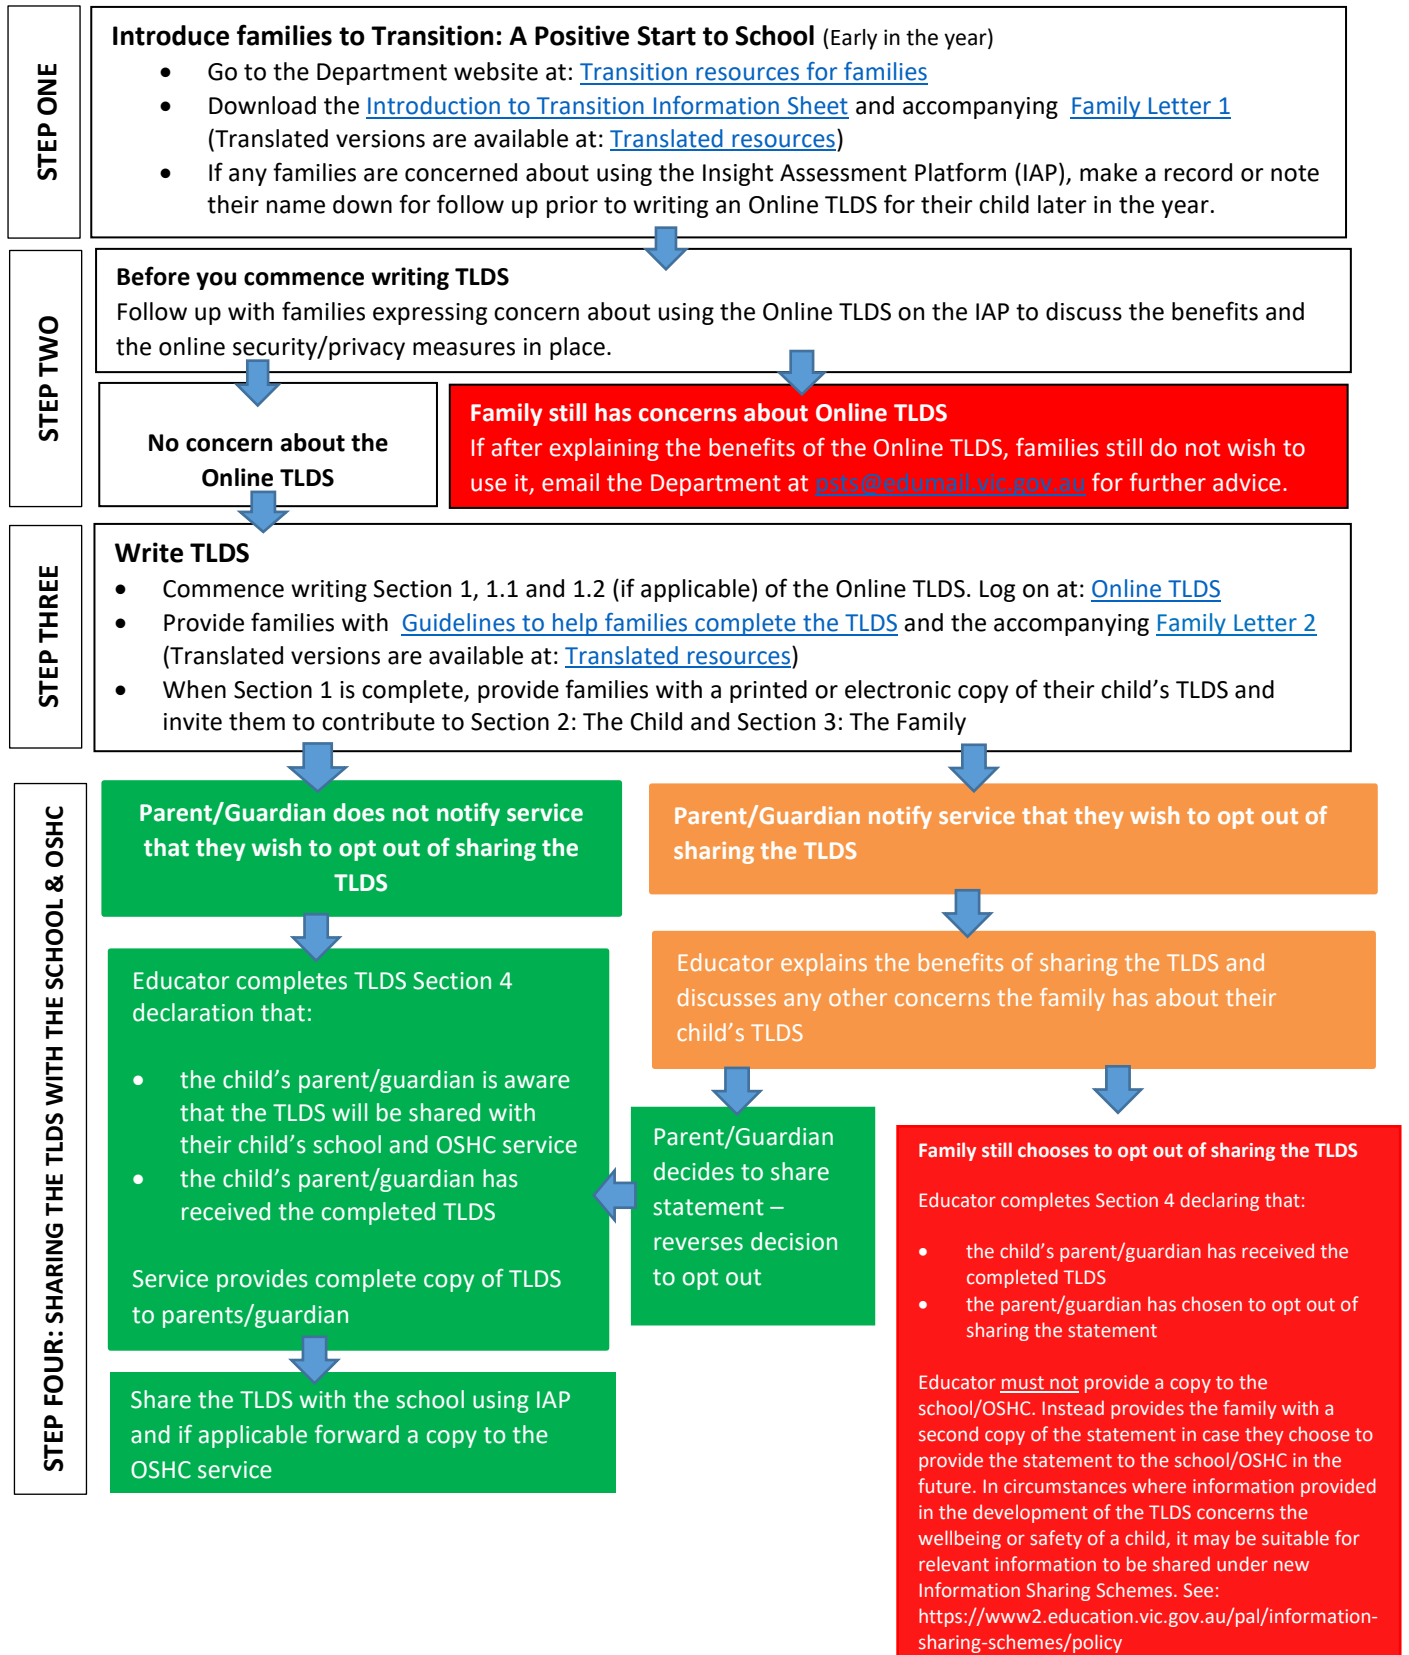 STEP ONE
Introduce families to Transition: A Positive Start to School (Early in the year)
• Go to the Department website at: Transition resources for families
• Download the Introduction to Transition Information Sheet and accompanying Family Letter 1
(Translated versions are available at: Translated resources)
• If any families are concerned about using the Insight Assessment Platform (IAP), make a record or note
their name down for follow up prior to writing an Online TLDS for their child later in the year.
STEP TWO
Before you commence writing TLDS
Follow up with families expressing concern about using the Online TLDS on the IAP to discuss the benefits and
the online security/privacy measures in place.
No concern about the
Online TLDS
Family still has concerns about Online TLDS
If after explaining the benefits of the Online TLDS, families still do not wish to
use it, email the Department at psts@edumail.vic.gov.au for further advice.
STEP THREE
Write TLDS
• Commence writing Section 1, 1.1 and 1.2 (if applicable) of the Online TLDS. Log on at: Online TLDS
• Provide families with Guidelines to help families complete the TLDS and the accompanying Family Letter 2
(Translated versions are available at: Translated resources)
• When Section 1 is complete, provide families with a printed or electronic copy of their child's TLDS and
invite them to contribute to Section 2: The Child and Section 3: The Family
STEP FOUR: SHARING THE TLDS WITH THE SCHOOL & OSHC
Parent/Guardian does not notify service
that they wish to opt out of sharing the
TLDS
Educator completes TLDS Section 4
declaration that:
• the child's parent/guardian is aware
that the TLDS will be shared with
their child's school and OSHC service
• the child's parent/guardian has
received the completed TLDS
Service provides complete copy of TLDS
to parents/guardian
Share the TLDS with the school using IAP
and if applicable forward a copy to the
OSHC service
Parent/Guardian notify service that they wish to opt out of
sharing the TLDS
Educator explains the benefits of sharing the TLDS and
discusses any other concerns the family has about their
child's TLDS
Parent/Guardian
decides to share
statement –
reverses decision
to opt out
Family still chooses to opt out of sharing the TLDS
Educator completes Section 4 declaring that:
• the child's parent/guardian has received the
completed TLDS
• the parent/guardian has chosen to opt out of
sharing the statement
Educator must not provide a copy to the
school/OSHC. Instead provides the family with a
second copy of the statement in case they choose to
provide the statement to the school/OSHC in the
future. In circumstances where information provided
in the development of the TLDS concerns the
wellbeing or safety of a child, it may be suitable for
relevant information to be shared under new
Information Sharing Schemes. See:
https://www2.education.vic.gov.au/pal/information-
sharing-schemes/policy